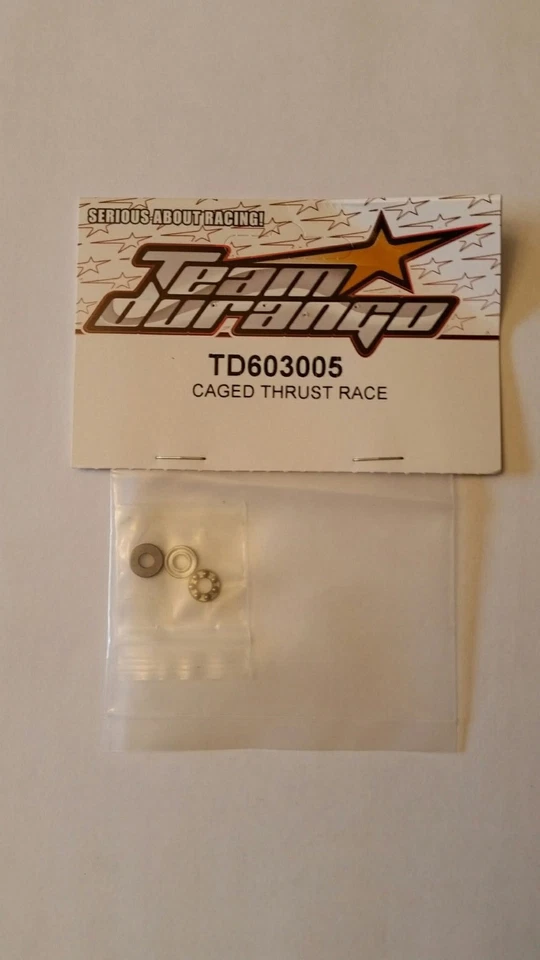 SERIOUS ABOUT RACING!
Team
durango
TD603005
CAGED THRUST RACE